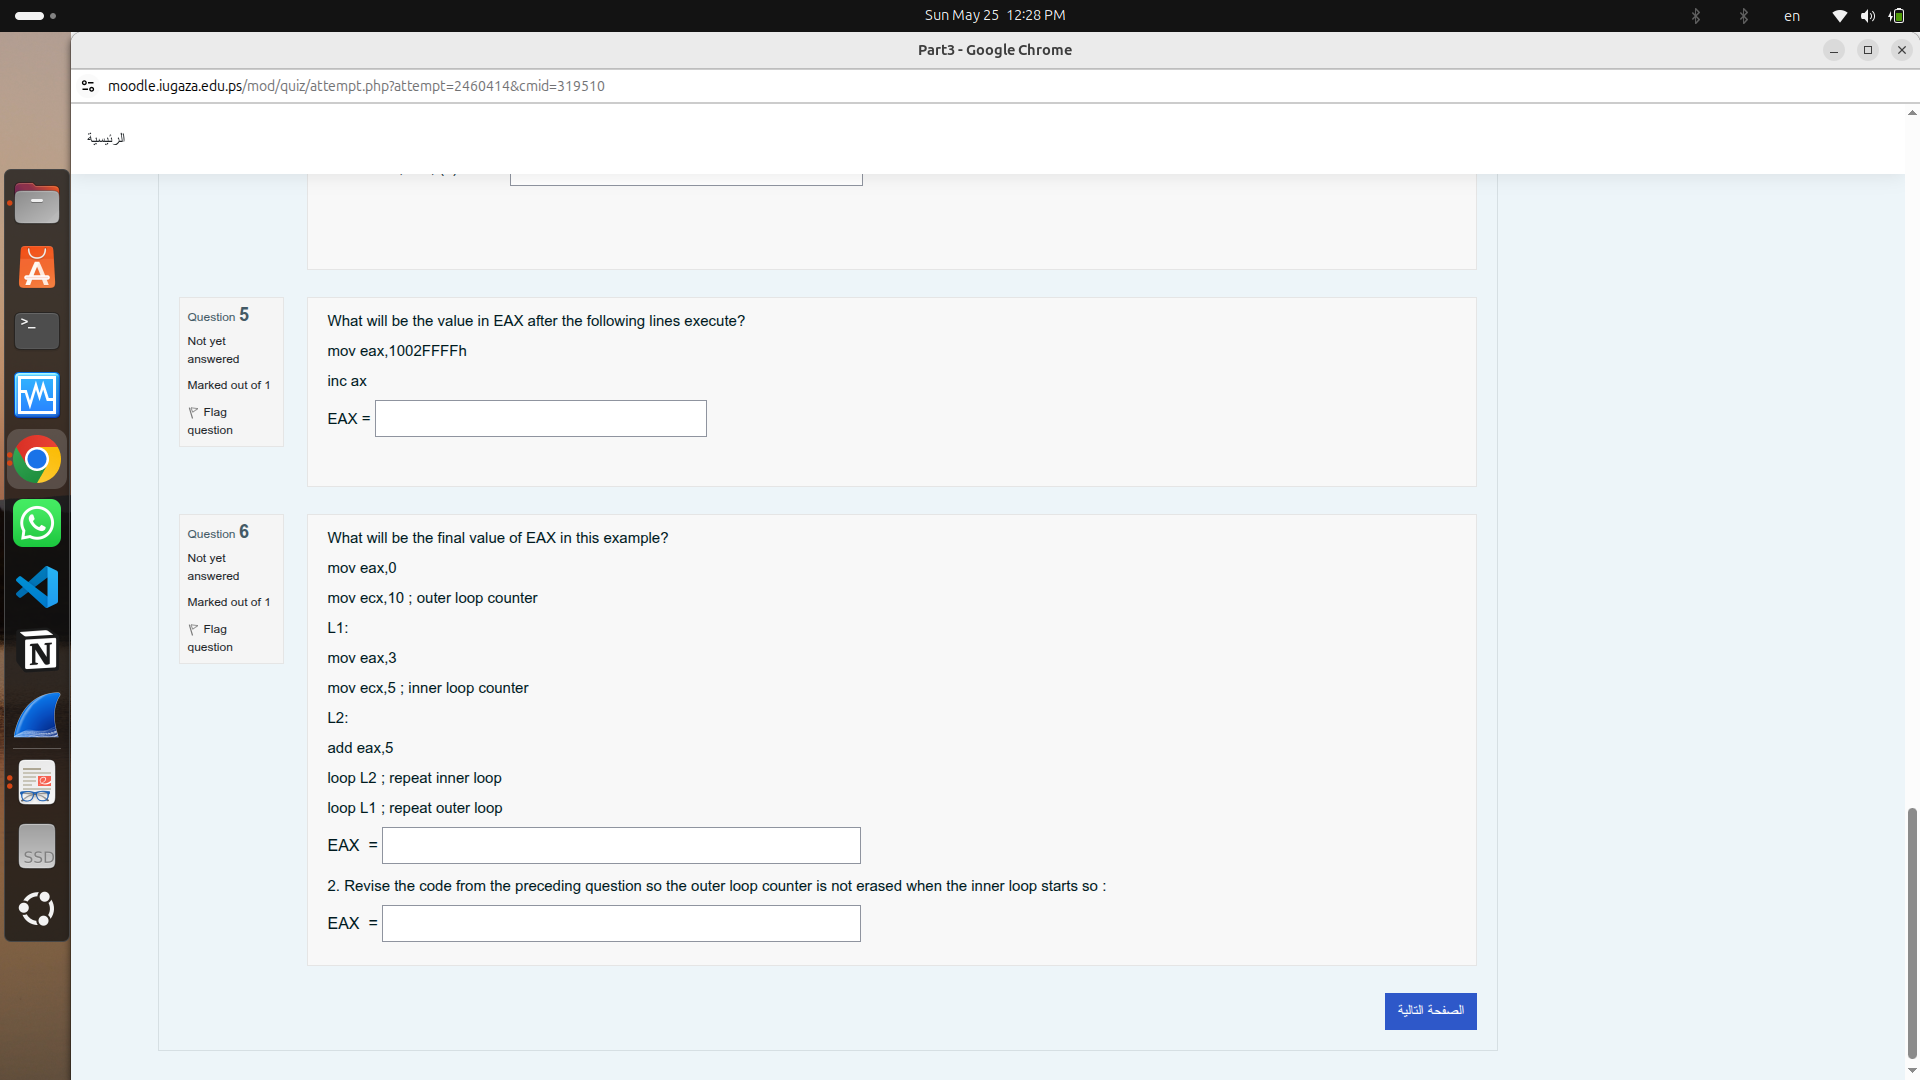 Sun May 25 12:28 PM
en
Part3 - Google Chrome
moodle.iugaza.edu.ps/mod/quiz/attempt.php?attempt=2460414&cmid=319510
الرئيسية
Question 5
Not yet
answered
Marked out of 1
Flag
question
What will be the value in EAX after the following lines execute?
mov eax,1002FFFFh
inc ax
EAX =
Question 6
Not yet
answered
Marked out of 1
Flag
question
What will be the final value of EAX in this example?
mov eax,0
mov ecx,10 ; outer loop counter
L1:
mov eax,3
mov ecx,5 ; inner loop counter
L2:
add eax,5
loop L2 ; repeat inner loop
loop L1 ; repeat outer loop
EAX =
2. Revise the code from the preceding question so the outer loop counter is not erased when the inner loop starts so :
EAX =
الصفحة التالية
SSD